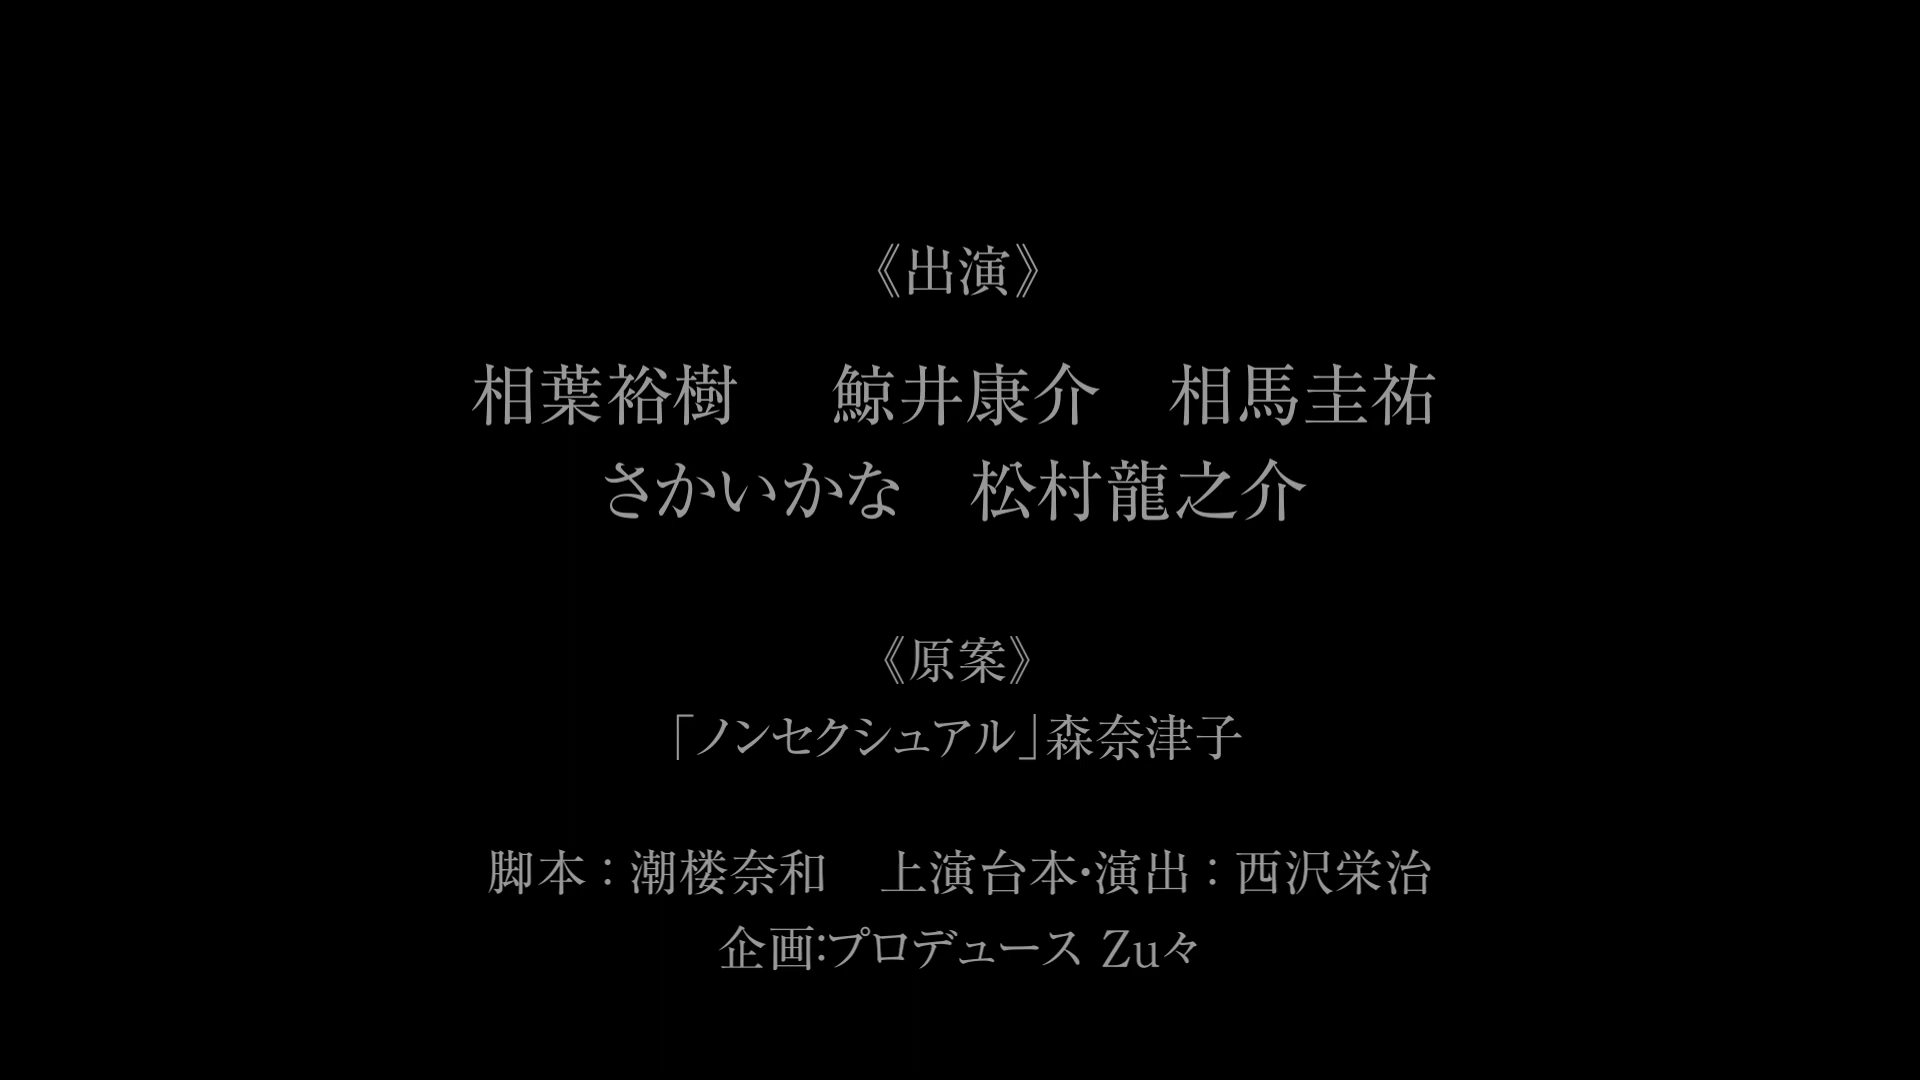 《出演》
相葉裕樹　鯨井康介　相馬圭祐
さかいかな　松村龍之介
《原案》
「ノンセクシュアル」森奈津子
脚本：潮楼奈和　上演台本・演出：西沢栄治
企画:プロデュース Zu々